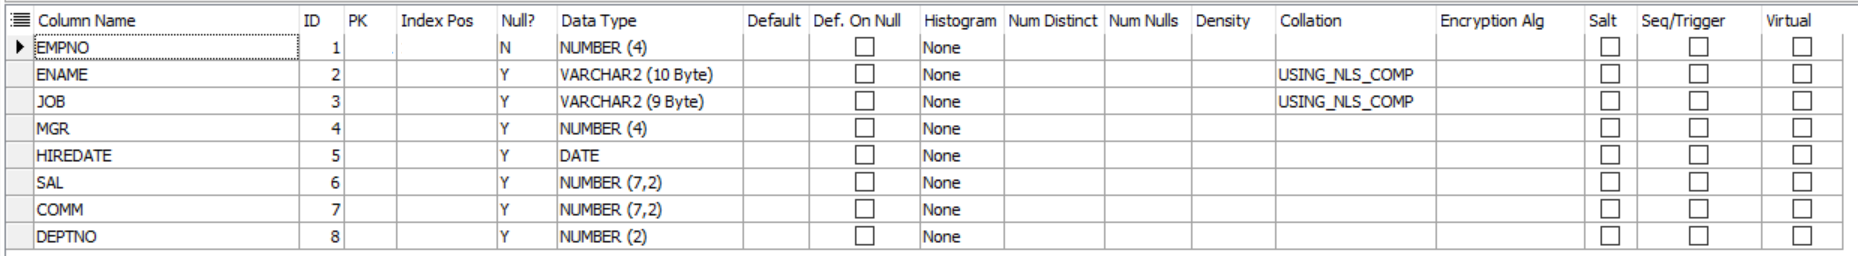 Column Name ID PK Index Pos Null? Data Type Default Def. On Null Histogram Num Distinct Num Nulls Density Collation Encryption Alg Salt Seq/Trigger Virtual
EMPNO 1 N NUMBER (4) None
ENAME 2 Y VARCHAR2 (10 Byte) None USING_NLS_COMP
JOB 3 Y VARCHAR2 (9 Byte) None USING_NLS_COMP
MGR 4 Y NUMBER (4) None
HIREDATE 5 Y DATE None
SAL 6 Y NUMBER (7,2) None
COMM 7 Y NUMBER (7,2) None
DEPTNO 8 Y NUMBER (2) None